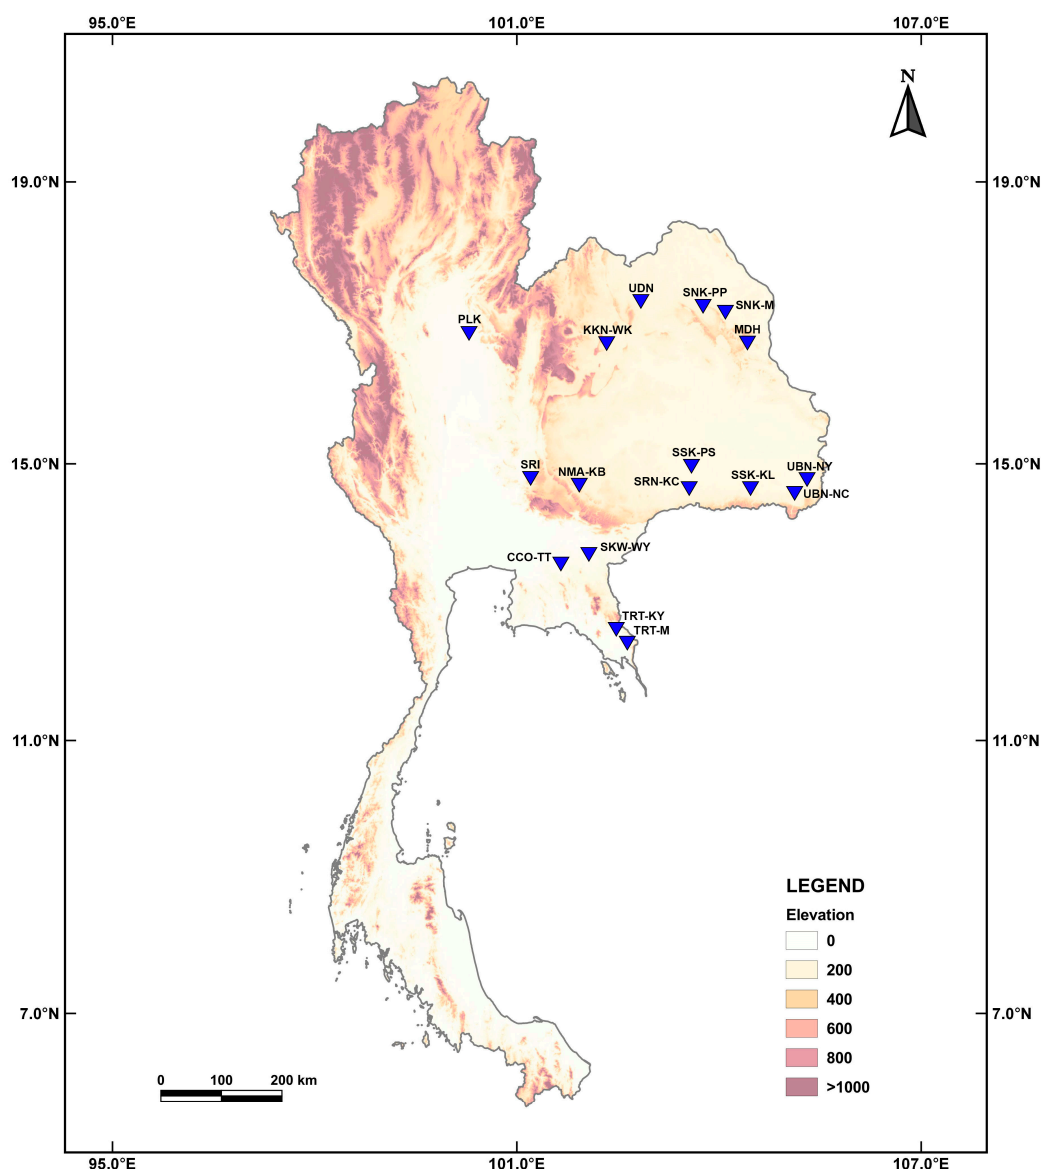 95.0°E 101.0°E 107.0°E
N
19.0°N 19.0°N
UDN SNK-PP
SNK-M
PLK
KKN-WK MDH
SSK-PS
15.0°N 15.0°N
SRI NMA-KB SRN-KC SSK-KL UBN-NY
UBN-NC
CCO-TT SKW-WY
TRT-KY
TRT-M
11.0°N 11.0°N
LEGEND
Elevation
0
200
400
600
800
>1000
7.0°N 7.0°N
0 100 200 km
95.0°E 101.0°E 107.0°E